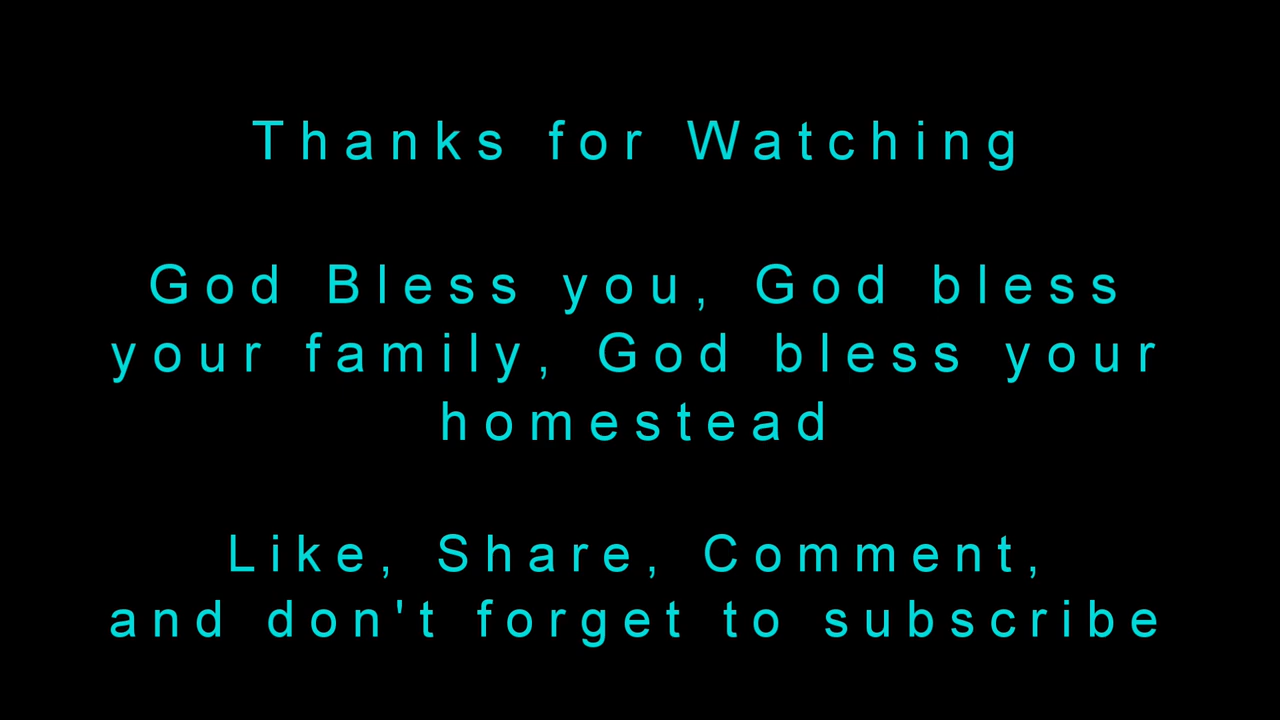 Thanks for Watching
God Bless you, God bless
your family, God bless your
homestead
Like, Share, Comment,
and don't forget to subscribe